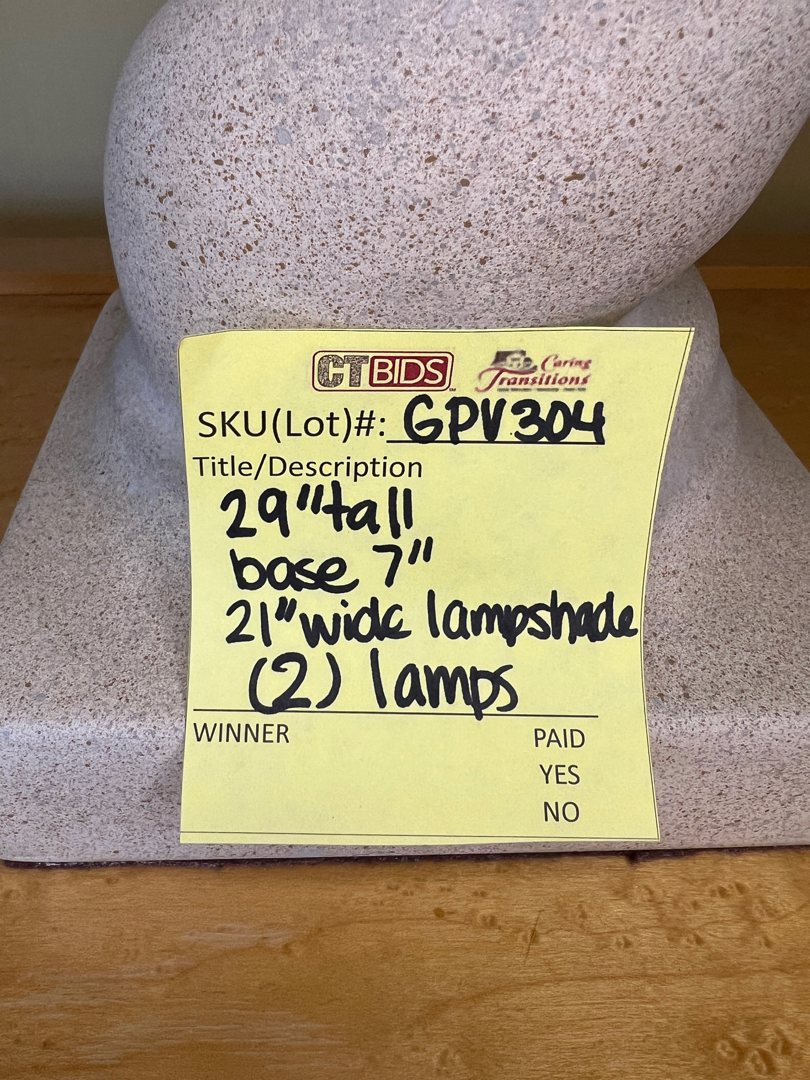 CTBIDS
Caring
Transitions
SKU(Lot)#: GPV304
Title/Description
29" tall
base 7"
21" wide lampshade
(2) lamps
WINNER PAID
YES
NO